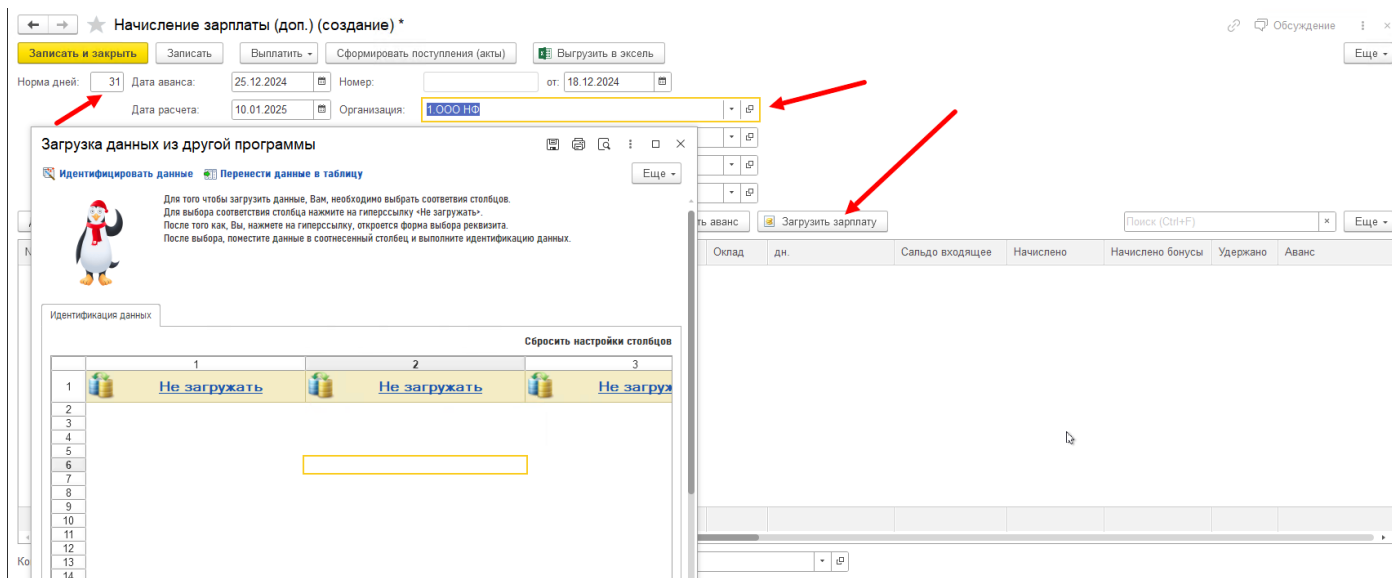 Начисление зарплаты (доп.) (создание) *
Обсуждение
Записать и закрыть Записать Выплатить Сформировать поступления (акты) Выгрузить в эксель Еще
Норма дней: 31 Дата аванса: 25.12.2024 Номер: от: 18.12.2024
Дата расчета: 10.01.2025 Организация: 1.ООО НФ
Загрузка данных из другой программы
Идентифицировать данные Перенести данные в таблицу Еще
Для того чтобы загрузить данные, Вам, необходимо выбрать соответствия столбцов.
Для выбора соответствия столбца нажмите на гиперссылку «Не загружать».
После того как, Вы, нажмете на гиперссылку, откроется форма выбора реквизита.
После выбора, поместите данные в соотнесенный столбец и выполните идентификацию данных.
ть аванс Загрузить зарплату Поиск (Ctrl+F) × Еще
Оклад дн. Сальдо входящее Начислено Начислено бонусы Удержано Аванс
Идентификация данных
Сбросить настройки столбцов
1 2 3
1 Не загружать Не загружать Не загруж
2
3
4
5
6
7
8
9
10
11
12
13
14
Ко